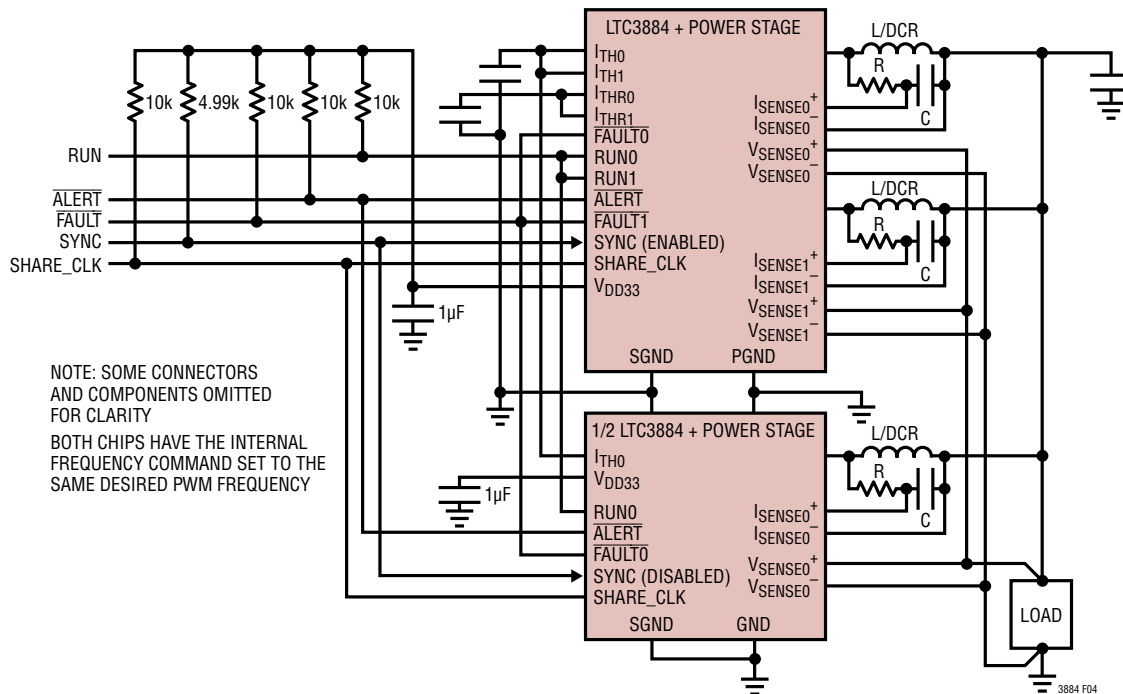 LTC3884 + POWER STAGE
10k
4.99k
10k
10k
10k
RUN
ALERT
FAULT
SYNC
SHARE_CLK
1µF
ITH0
ITH1
ITHR0
ITHR1
FAULT0
RUN0
RUN1
ALERT
FAULT1
SYNC (ENABLED)
SHARE_CLK
VDD33
SGND
PGND
ISENSE0+
ISENSE0–
VSENSE0+
VSENSE0–
ISENSE1+
ISENSE1–
VSENSE1+
VSENSE1–
L/DCR
R
C
L/DCR
R
C
NOTE: SOME CONNECTORS
AND COMPONENTS OMITTED
FOR CLARITY
BOTH CHIPS HAVE THE INTERNAL
FREQUENCY COMMAND SET TO THE
SAME DESIRED PWM FREQUENCY
1/2 LTC3884 + POWER STAGE
1µF
ITH0
VDD33
RUN0
ALERT
FAULT0
SYNC (DISABLED)
SHARE_CLK
SGND
GND
ISENSE0+
ISENSE0–
VSENSE0+
VSENSE0–
L/DCR
R
C
LOAD
3884 F04